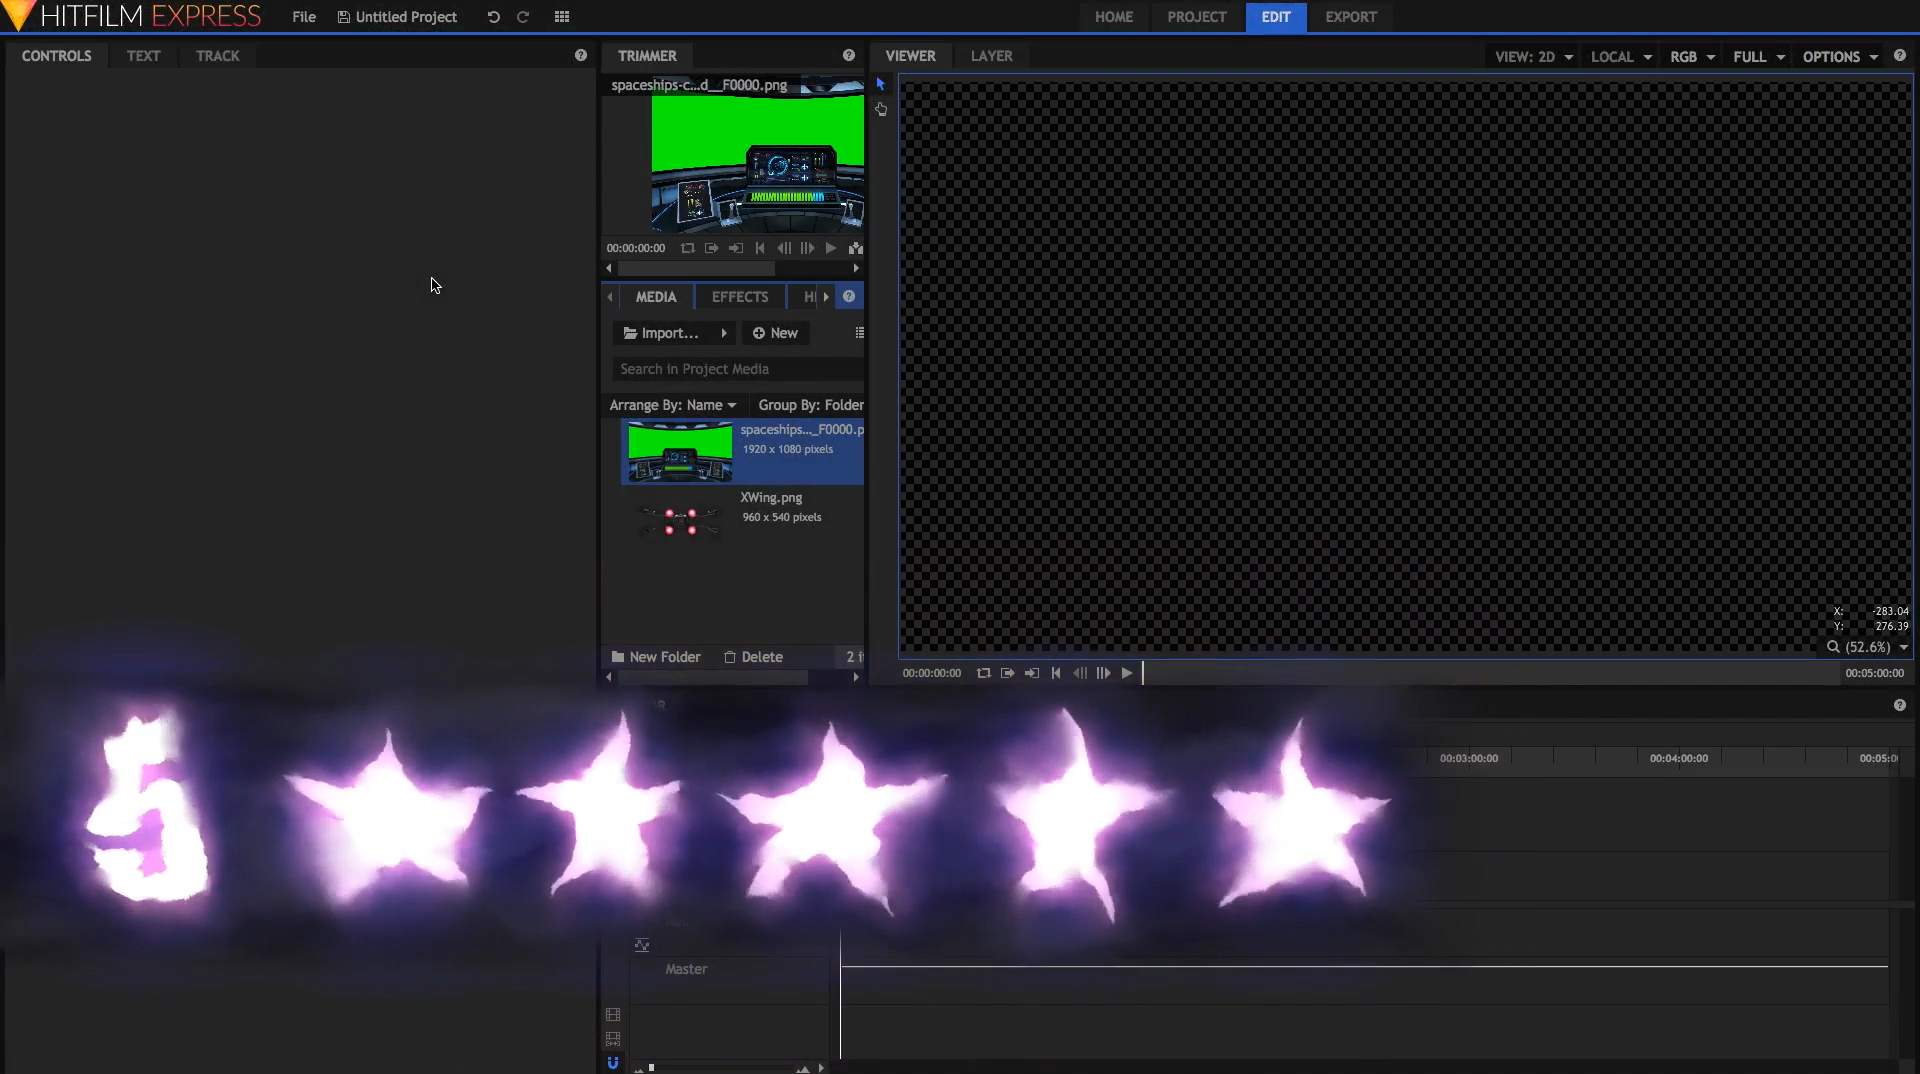 HITFILM EXPRESS
File
Untitled Project
HOME
PROJECT
EDIT
EXPORT
CONTROLS
TEXT
TRACK
TRIMMER
VIEWER
LAYER
VIEW: 2D
LOCAL
RGB
FULL
OPTIONS
spaceships-c...d__F0000.png
00:00:00:00
MEDIA
EFFECTS
Import...
New
Search in Project Media
Arrange By: Name
Group By: Folder
spaceships..._F0000.p
1920 x 1080 pixels
XWing.png
960 x 540 pixels
X: -283.04
Y: 276.39
(52.6%)
New Folder
Delete
2 i
00:00:00:00
00:05:00:00
5
00:03:00:00
00:04:00:00
00:05:0
Master